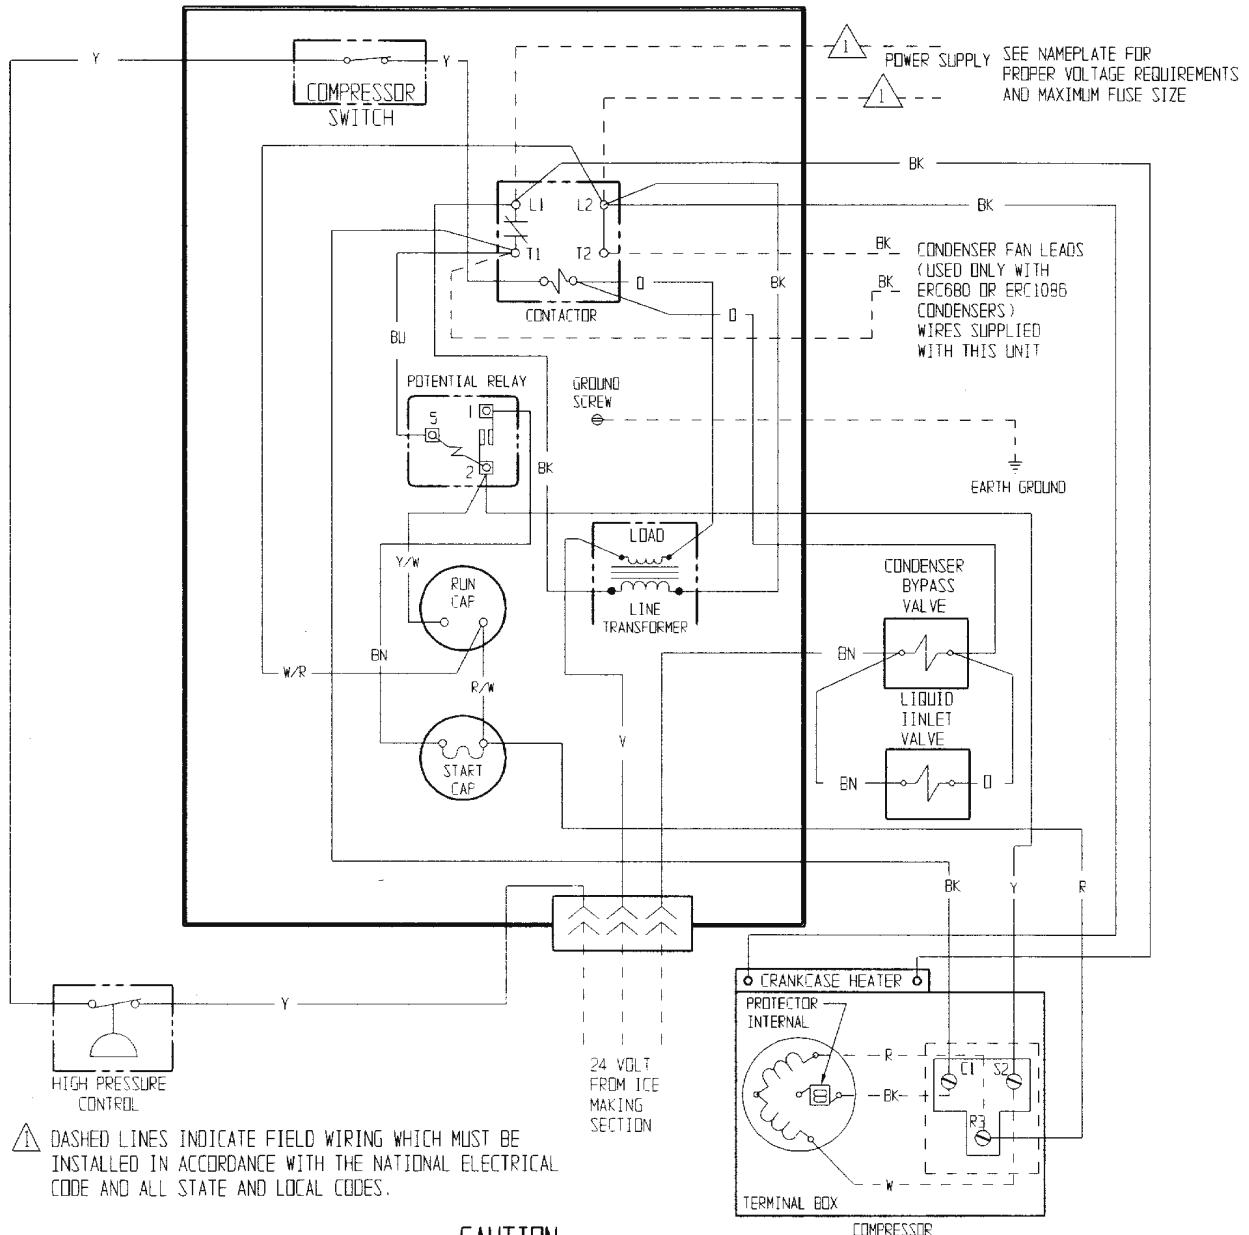 Y
Y
COMPRESSOR
SWITCH
1
POWER SUPPLY
SEE NAMEPLATE FOR
PROPER VOLTAGE REQUIREMENTS
AND MAXIMUM FUSE SIZE
1
BK
L1
L2
BK
T1
T2
BK
CONDENSER FAN LEADS
(USED ONLY WITH
ERC680 OR ERC1086
CONDENSERS)
WIRES SUPPLIED
WITH THIS UNIT
BK
BK
O
O
CONTACTOR
BU
POTENTIAL RELAY
GROUND
SCREW
1
5
2
BK
EARTH GROUND
Y/W
LOAD
LINE
TRANSFORMER
RUN
CAP
CONDENSER
BYPASS
VALVE
BN
BN
W/R
R/W
LIQUID
IINLET
VALVE
V
START
CAP
BN
O
BK
Y
R
CRANKCASE HEATER
PROTECTOR
INTERNAL
Y
R
BK
C1
S2
R3
W
TERMINAL BOX
COMPRESSOR
24 VOLT
FROM ICE
MAKING
SECTION
HIGH PRESSURE
CONTROL
1 DASHED LINES INDICATE FIELD WIRING WHICH MUST BE
INSTALLED IN ACCORDANCE WITH THE NATIONAL ELECTRICAL
CODE AND ALL STATE AND LOCAL CODES.
CAUTION